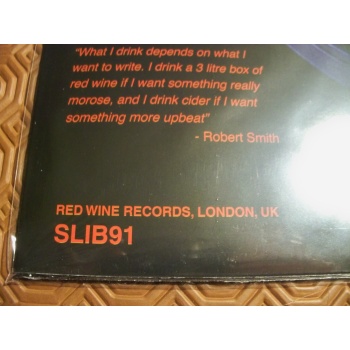 "What I drink depends on what I
want to write. I drink a 3 litre box of
red wine if I want something really
morose, and I drink cider if I want
something more upbeat"
- Robert Smith
RED WINE RECORDS, LONDON, UK
SLIB91